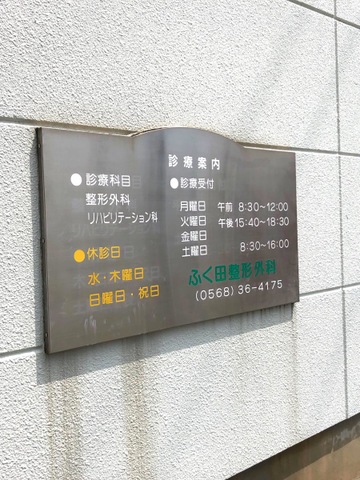 診療案内
●診療科目
整形外科
リハビリテーション科
●休診日
水・木曜日
日曜日・祝日
●診療受付
月曜日 午前 8:30～12:00
火曜日 午後15:40～18:30
金曜日
土曜日 8:30～16:00
ふく田整形外科
(0568) 36-4175